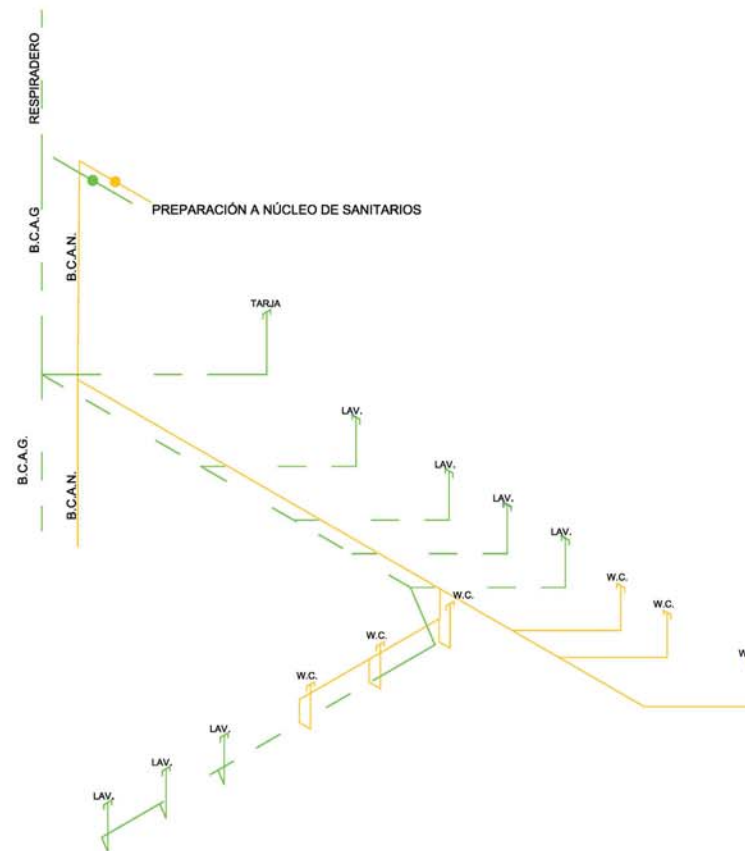 RESPIRADERO
B.C.A.G
B.C.A.N.
PREPARACIÓN A NÚCLEO DE SANITARIOS
TARJA
LAV.
B.C.A.G.
B.C.A.N.
LAV.
LAV.
LAV.
W.C.
W.C.
W.C.
W.C.
W.C.
W
LAV.
LAV.
LAV.